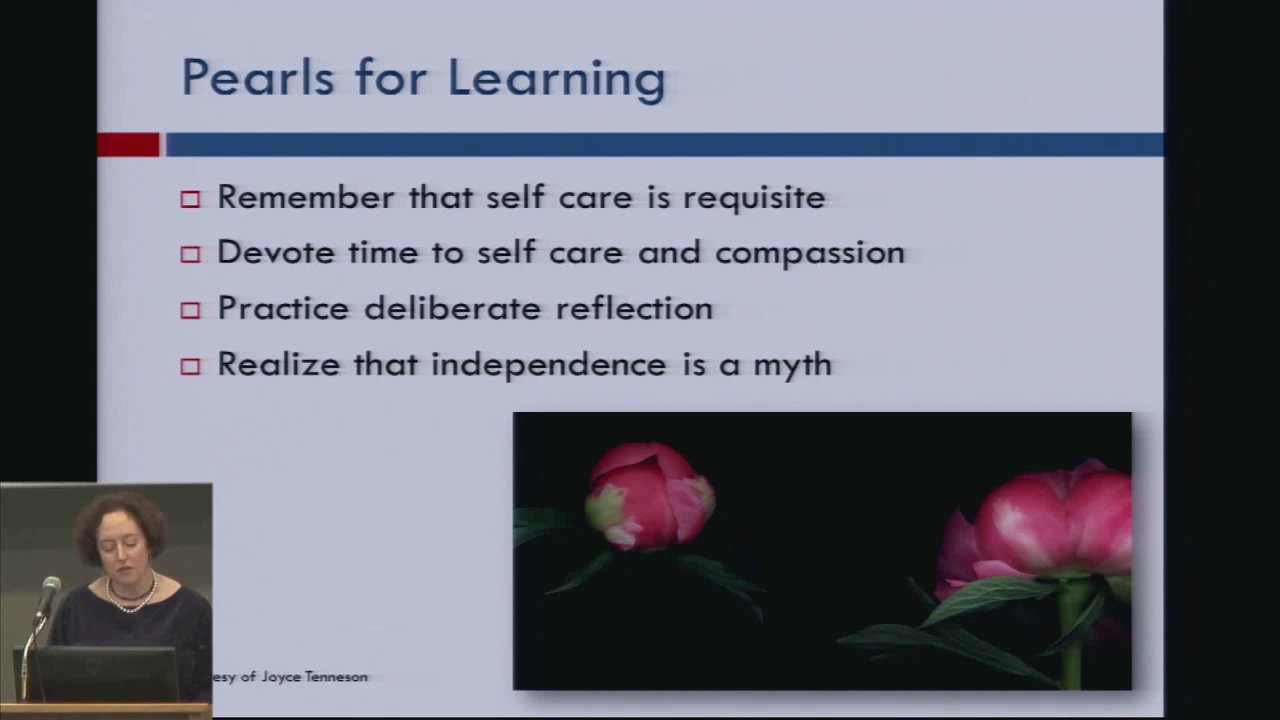 Pearls for Learning
Remember that self care is requisite
Devote time to self care and compassion
Practice deliberate reflection
Realize that independence is a myth
of Joyce Tenneson